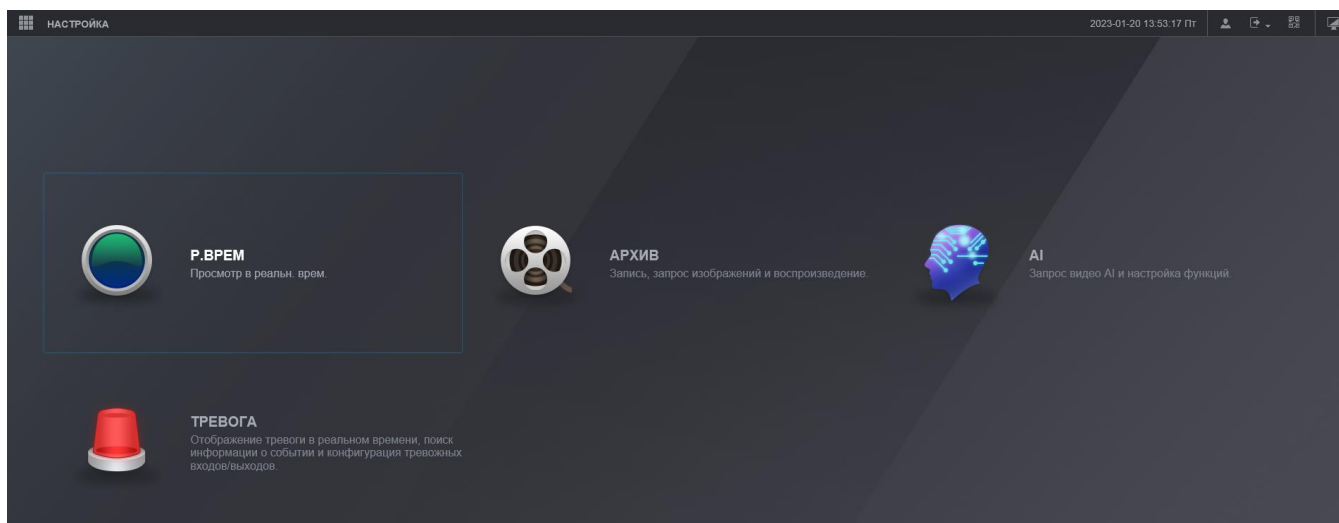 НАСТРОЙКА
2023-01-20 13:53:17 Пт
Р.ВРЕМ
Просмотр в реальн. врем.
АРХИВ
Запись, запрос изображений и воспроизведение.
AI
Запрос видео AI и настройка функций.
ТРЕВОГА
Отображение тревоги в реальном времени, поиск
информации о событии и конфигурация тревожных
входов/выходов.